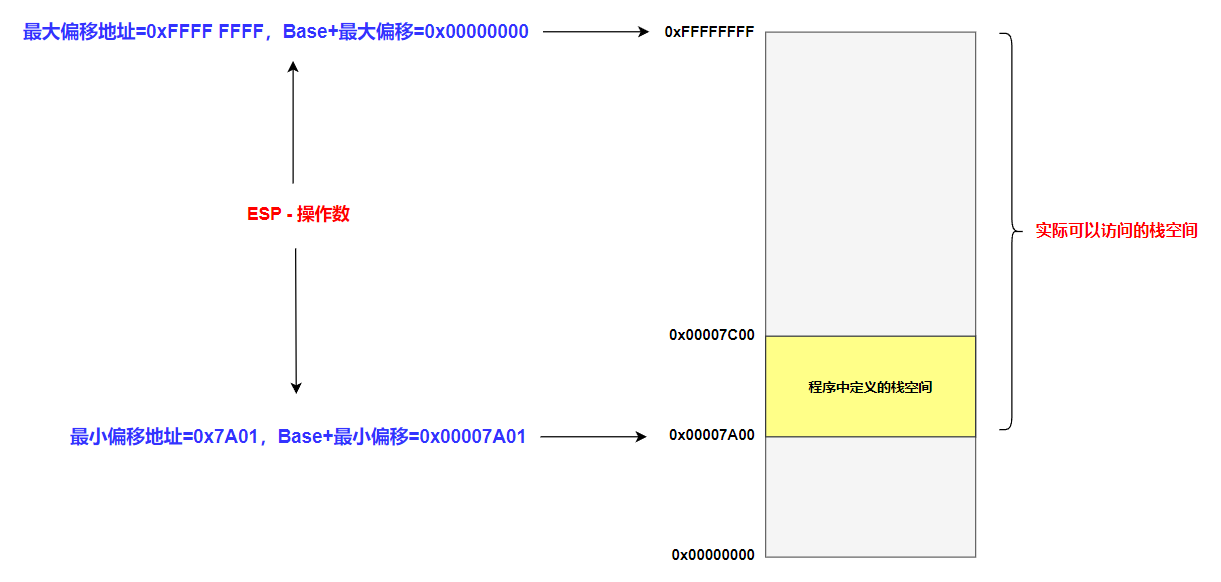 最大偏移地址=0xFFFF FFFF，Base+最大偏移=0x00000000
0xFFFFFFFF
ESP - 操作数
实际可以访问的栈空间
0x00007C00
程序中定义的栈空间
最小偏移地址=0x7A01，Base+最小偏移=0x00007A01
0x00007A00
0x00000000